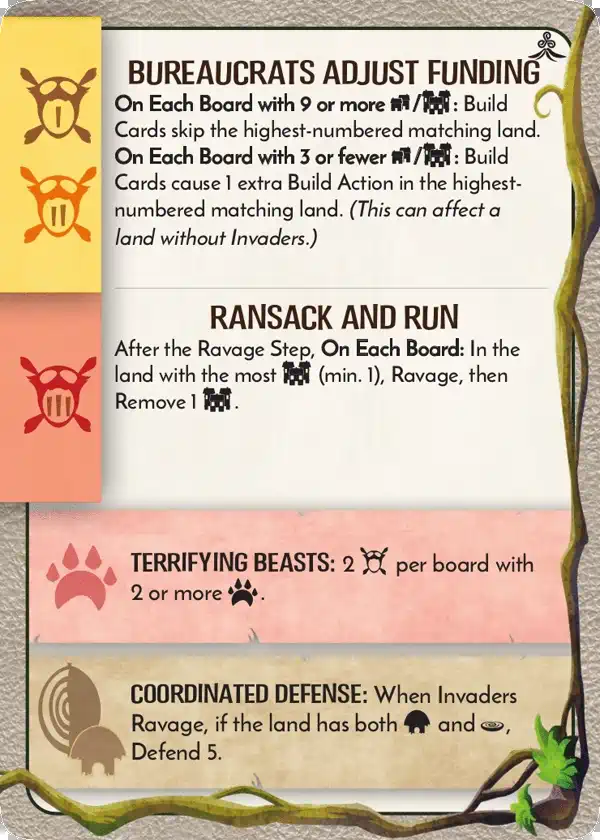 BUREAUCRATS ADJUST FUNDING
On Each Board with 9 or more / : Build
Cards skip the highest-numbered matching land.
On Each Board with 3 or fewer / : Build
Cards cause 1 extra Build Action in the highest-
numbered matching land. (This can affect a
land without Invaders.)
RANSACK AND RUN
After the Ravage Step, On Each Board: In the
land with the most (min. 1), Ravage, then
Remove 1 .
TERRIFYING BEASTS: 2 per board with
2 or more .
COORDINATED DEFENSE: When Invaders
Ravage, if the land has both and ,
Defend 5.
I
II
III